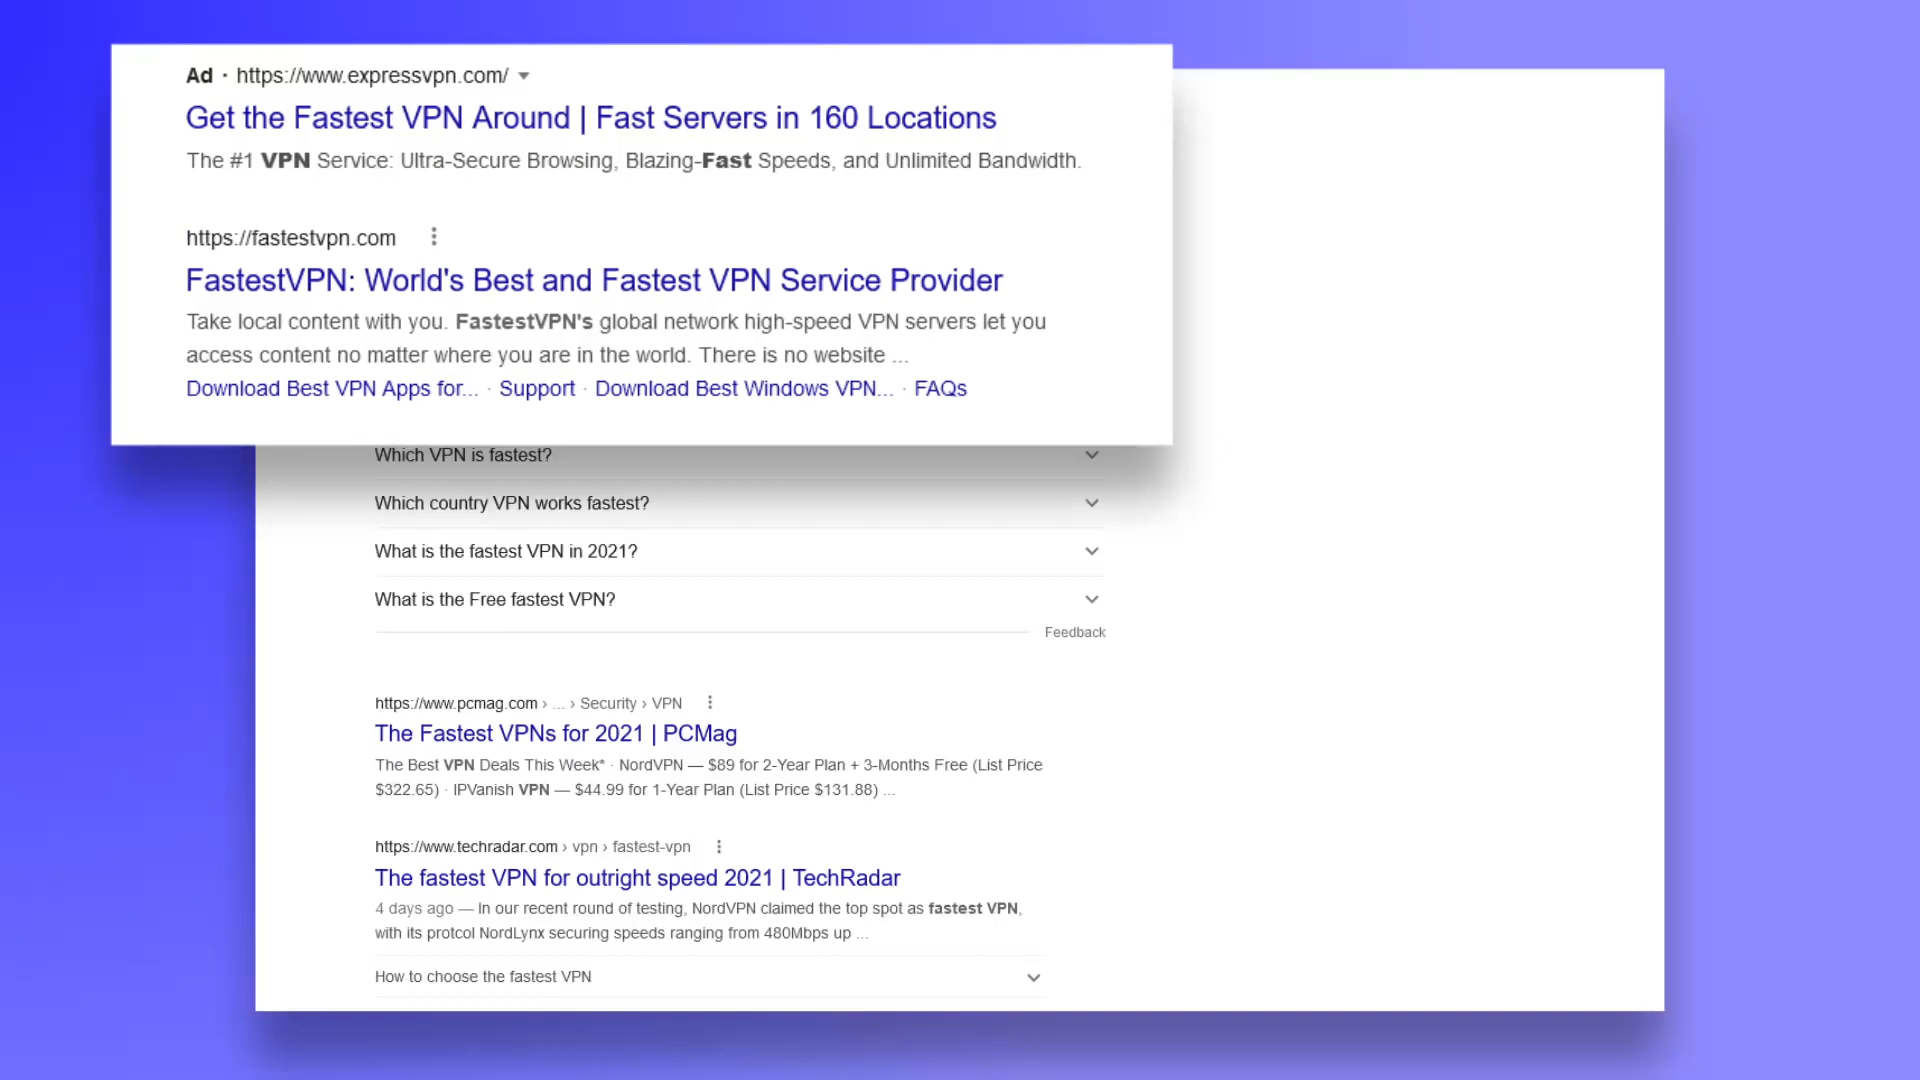 Ad · https://www.expressvpn.com/
Get the Fastest VPN Around | Fast Servers in 160 Locations
The #1 VPN Service: Ultra-Secure Browsing, Blazing-Fast Speeds, and Unlimited Bandwidth.
https://fastestvpn.com
FastestVPN: World's Best and Fastest VPN Service Provider
Take local content with you. FastestVPN's global network high-speed VPN servers let you
access content no matter where you are in the world. There is no website ...
Download Best VPN Apps for... · Support · Download Best Windows VPN... · FAQs
Which VPN is fastest?
Which country VPN works fastest?
What is the fastest VPN in 2021?
What is the Free fastest VPN?
Feedback
https://www.pcmag.com › ... › Security › VPN
The Fastest VPNs for 2021 | PCMag
The Best VPN Deals This Week* · NordVPN — $89 for 2-Year Plan + 3-Months Free (List Price
$322.65) · IPVanish VPN — $44.99 for 1-Year Plan (List Price $131.88) ...
https://www.techradar.com › vpn › fastest-vpn
The fastest VPN for outright speed 2021 | TechRadar
4 days ago — In our recent round of testing, NordVPN claimed the top spot as fastest VPN,
with its protcol NordLynx securing speeds ranging from 480Mbps up ...
How to choose the fastest VPN